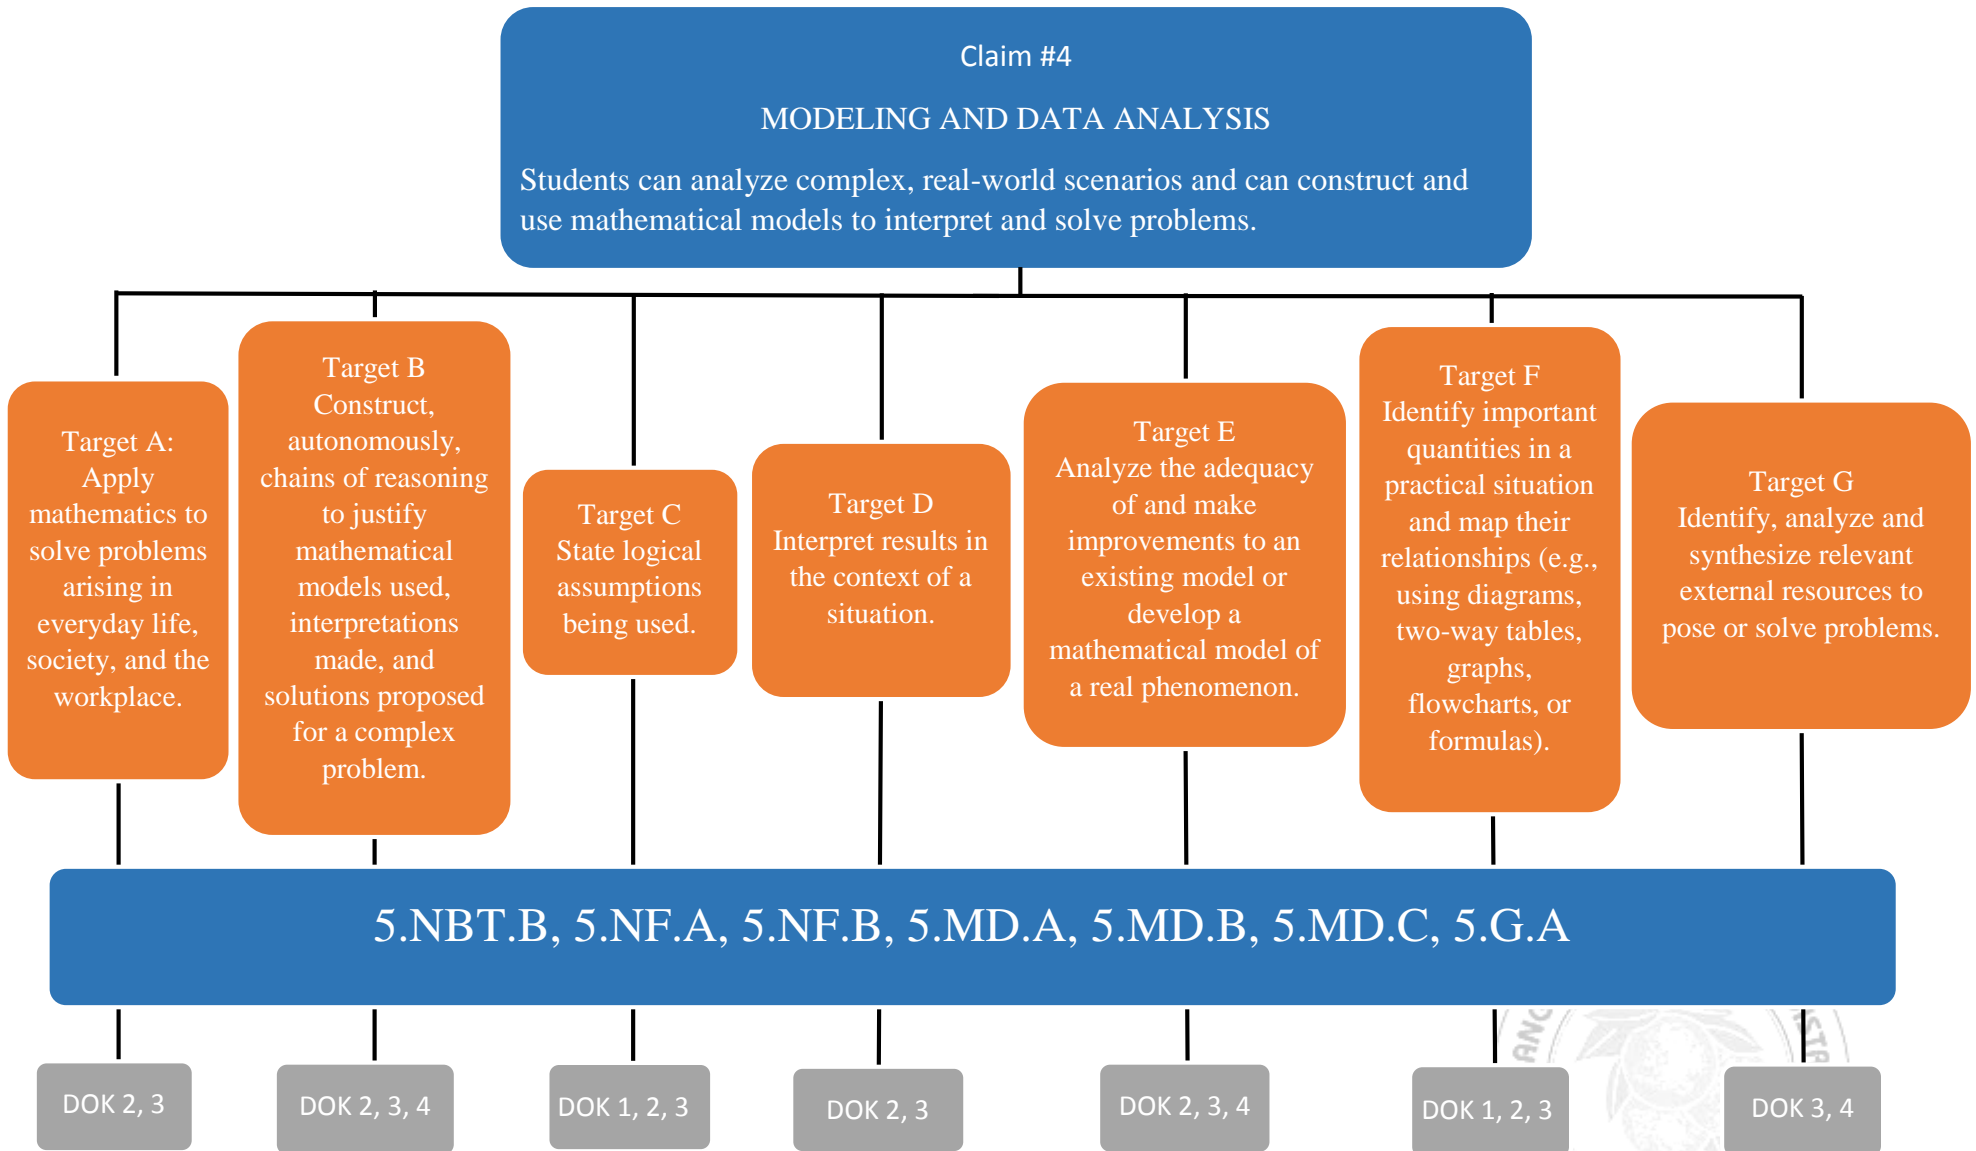 Claim #4
MODELING AND DATA ANALYSIS
Students can analyze complex, real-world scenarios and can construct and
use mathematical models to interpret and solve problems.
Target A:
Apply
mathematics to
solve problems
arising in
everyday life,
society, and the
workplace.
Target B
Construct,
autonomously,
chains of reasoning
to justify
mathematical
models used,
interpretations
made, and
solutions proposed
for a complex
problem.
Target C
State logical
assumptions
being used.
Target D
Interpret results in
the context of a
situation.
Target E
Analyze the adequacy
of and make
improvements to an
existing model or
develop a
mathematical model of
a real phenomenon.
Target F
Identify important
quantities in a
practical situation
and map their
relationships (e.g.,
using diagrams,
two-way tables,
graphs,
flowcharts, or
formulas).
Target G
Identify, analyze and
synthesize relevant
external resources to
pose or solve problems.
5.NBT.B, 5.NF.A, 5.NF.B, 5.MD.A, 5.MD.B, 5.MD.C, 5.G.A
DOK 2, 3
DOK 2, 3, 4
DOK 1, 2, 3
DOK 2, 3
DOK 2, 3, 4
DOK 1, 2, 3
DOK 3, 4